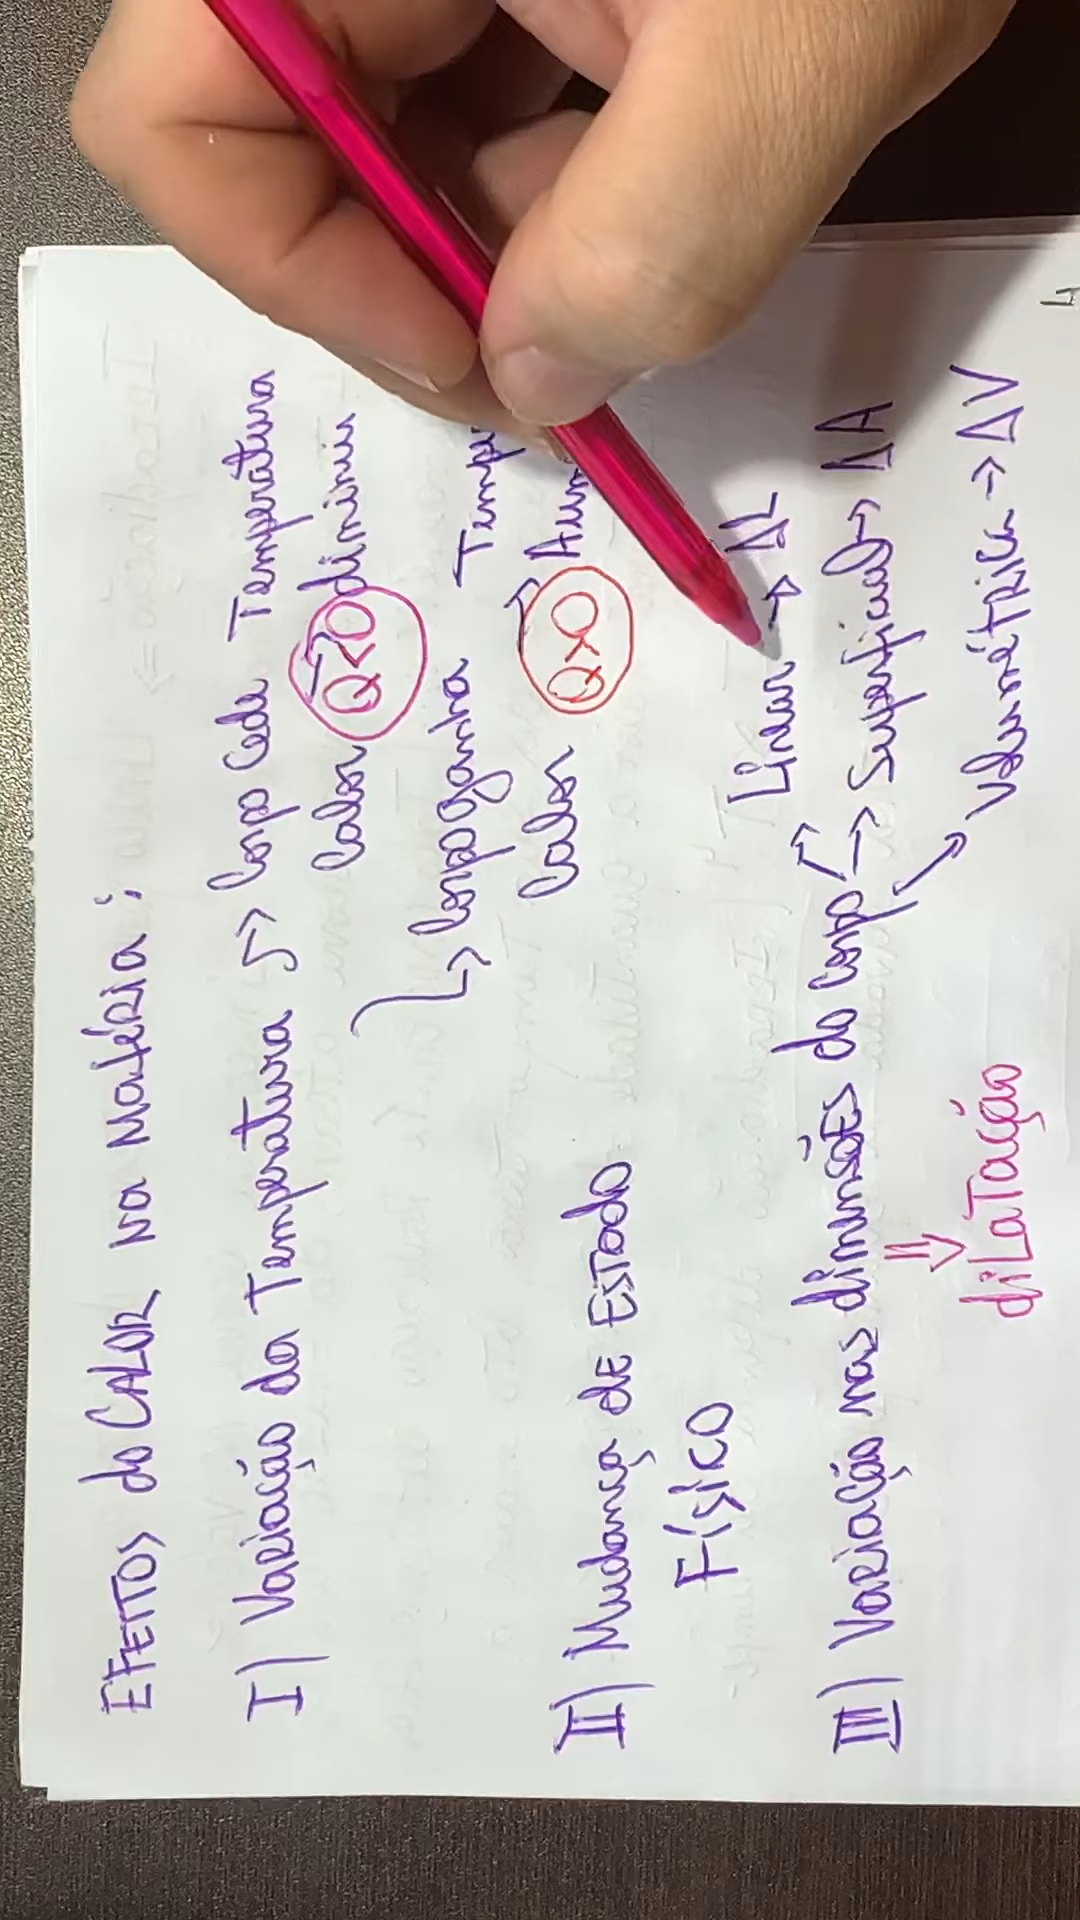 EFEITOS do CALOR na matéria:
I) Variação da Temperatura → Corpo Cede Temperatura
Calor Q<0 diminui
↳ Corpo ganha Tempe
Calor Q>0 → Aum
II) Mudança de Estado
Físico
III) Variação nas dimensões do corpo → Linear → ΔL
→ Superficial → ΔA
→ Volumétrica → ΔV
⇒ diLaTação